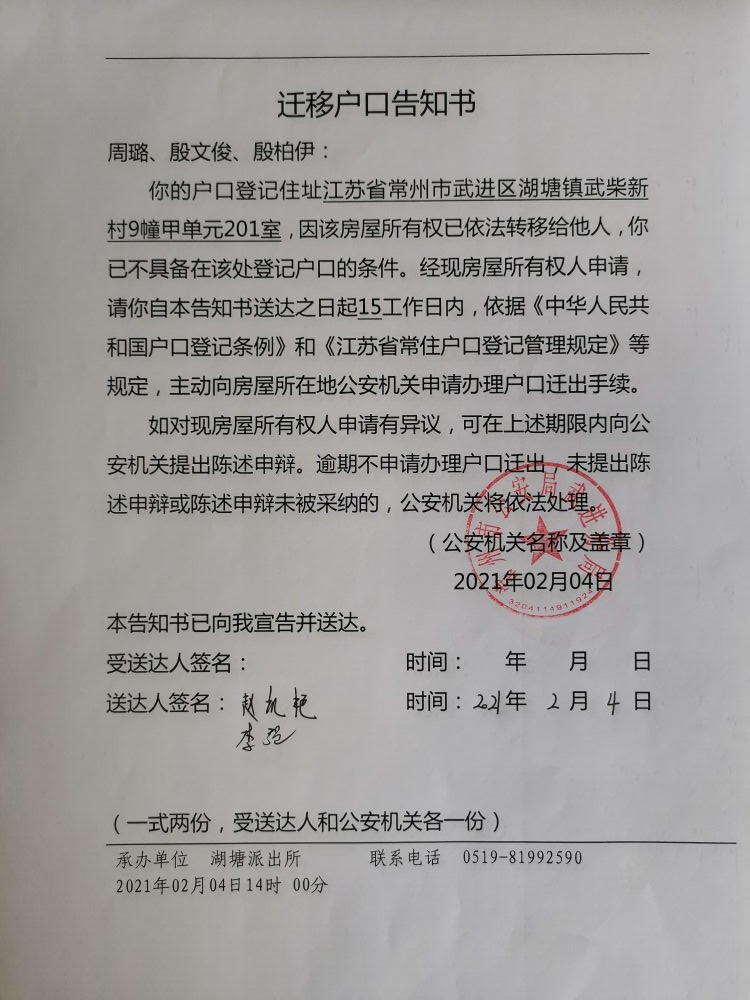 迁移户口告知书
周璐、殷文俊、殷柏伊：
你的户口登记住址江苏省常州市武进区湖塘镇武柴新
村9幢甲单元201室，因该房屋所有权已依法转移给他人，你
已不具备在该处登记户口的条件。经现房屋所有权人申请，
请你自本告知书送达之日起15工作日内，依据《中华人民共
和国户口登记条例》和《江苏省常住户口登记管理规定》等
规定，主动向房屋所在地公安机关申请办理户口迁出手续。
如对现房屋所有权人申请有异议，可在上述期限内向公
安机关提出陈述申辩。逾期不申请办理户口迁出，未提出陈
述申辩或陈述申辩未被采纳的，公安机关将依法处理。
（公安机关名称及盖章）
2021年02月04日
本告知书已向我宣告并送达。
受送达人签名： 时间： 年 月 日
送达人签名： 时间：2021年 2 月 4 日
李
（一式两份，受送达人和公安机关各一份）
承办单位 湖塘派出所 联系电话 0519-81992590
2021年02月04日14时 00分